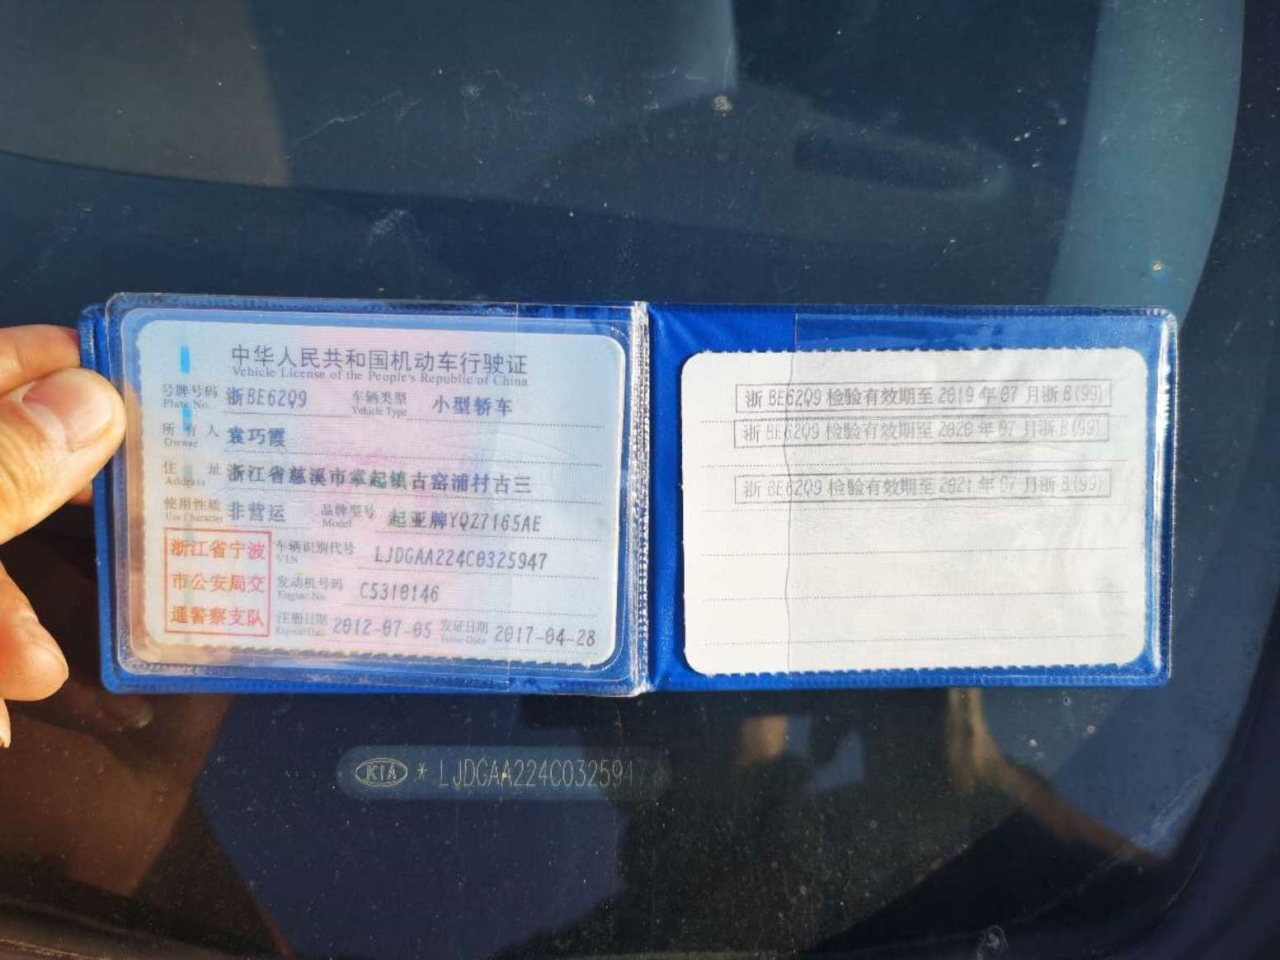 中华人民共和国机动车行驶证
Vehicle License of the People's Republic of China
号牌号码 浙BE62Q9 车辆类型 小型轿车
Plate No. Vehicle Type
所有人 袁巧霞
Owner
住址 浙江省慈溪市掌起镇古窑浦村古三
Address
使用性质 非营运 品牌型号 起亚牌YQZ7165AE
Use Character Model
浙江省宁波
市公安局交
通警察支队
车辆识别代号 LJDGAA224C0325947
VIN
发动机号码 C5310146
Engine No.
注册日期 2012-07-05 发证日期 2017-04-28
Register Date Issue Date
浙BE62Q9检验有效期至2019年07月浙B(99)
浙BE62Q9检验有效期至2020年07月浙B(99)
浙BE62Q9检验有效期至2021年07月浙B(99)
KIA * LJDGAA224C0325947